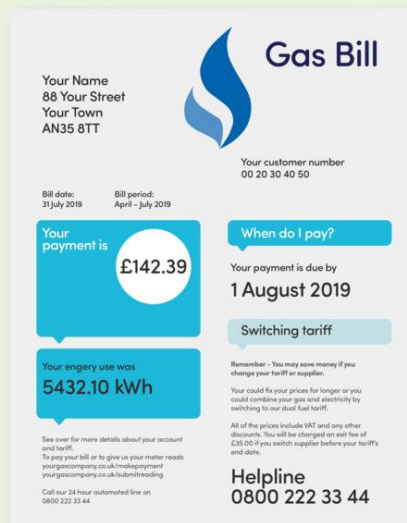 Gas Bill
Your Name
88 Your Street
Your Town
AN35 8TT
Your customer number
00 20 30 40 50
Bill date:
31 July 2019
Bill period:
April - July 2019
Your
payment is
£142.39
Your engery use was
5432.10 kWh
See over for more details about your account
and tariff.
To pay your bill or to give us your meter reads
yourgascompany.co.uk/makepayment
yourgascompany.co.uk/submitreading
Call our 24 hour automated line on
0800 222 33 44
When do I pay?
Your payment is due by
1 August 2019
Switching tariff
Remember - You may save money if you
change your tariff or supplier.
Your could fix your prices for longer or you
could combine your gas and electricity by
switching to our dual fuel tariff.
All of the prices include VAT and any other
discounts. You will be charged an exit fee of
£35.00 if you switch supplier before your tariff's
end date.
Helpline
0800 222 33 44